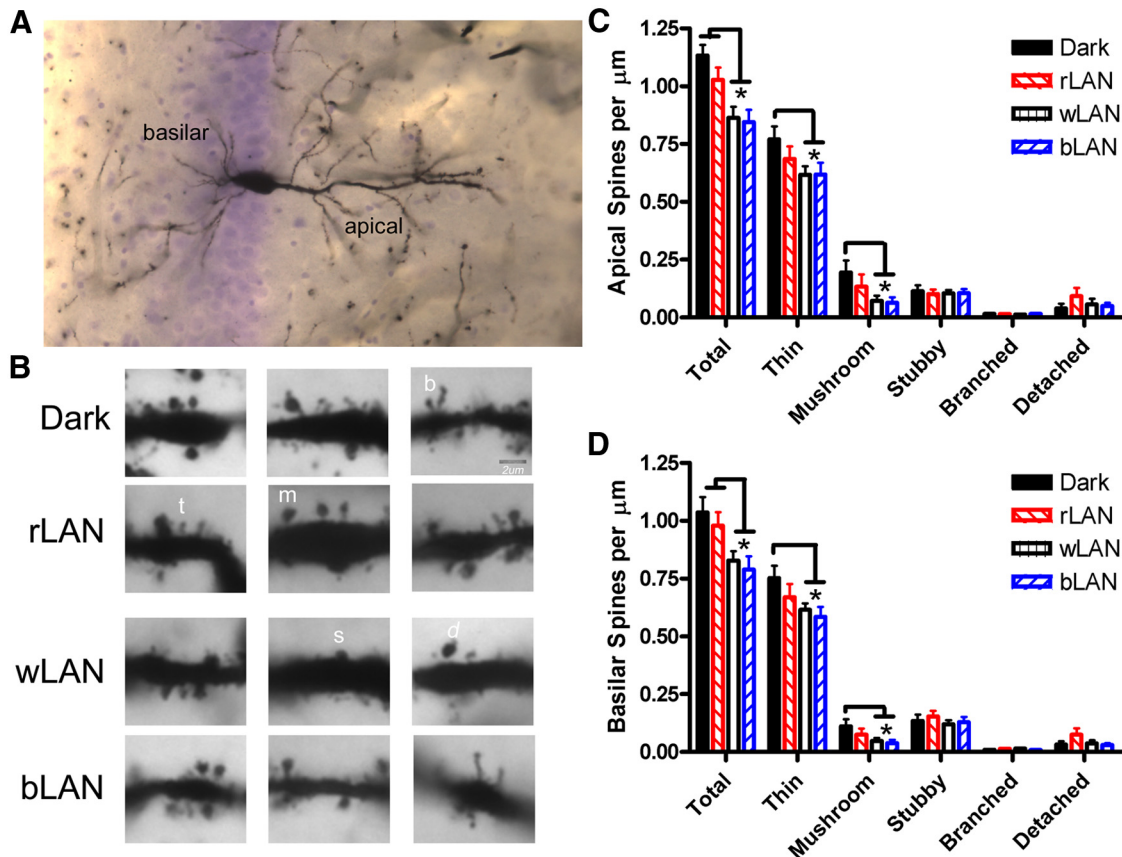 A
basilar
apical
B
Dark
b
2um
rLAN
t
m
wLAN
s
d
bLAN
C
Apical Spines per μm
1.25
1.00
0.75
0.50
0.25
0.00
Dark
rLAN
wLAN
bLAN
*
*
*
Total
Thin
Mushroom
Stubby
Branched
Detached
D
Basilar Spines per μm
1.25
1.00
0.75
0.50
0.25
0.00
Dark
rLAN
wLAN
bLAN
*
*
*
Total
Thin
Mushroom
Stubby
Branched
Detached